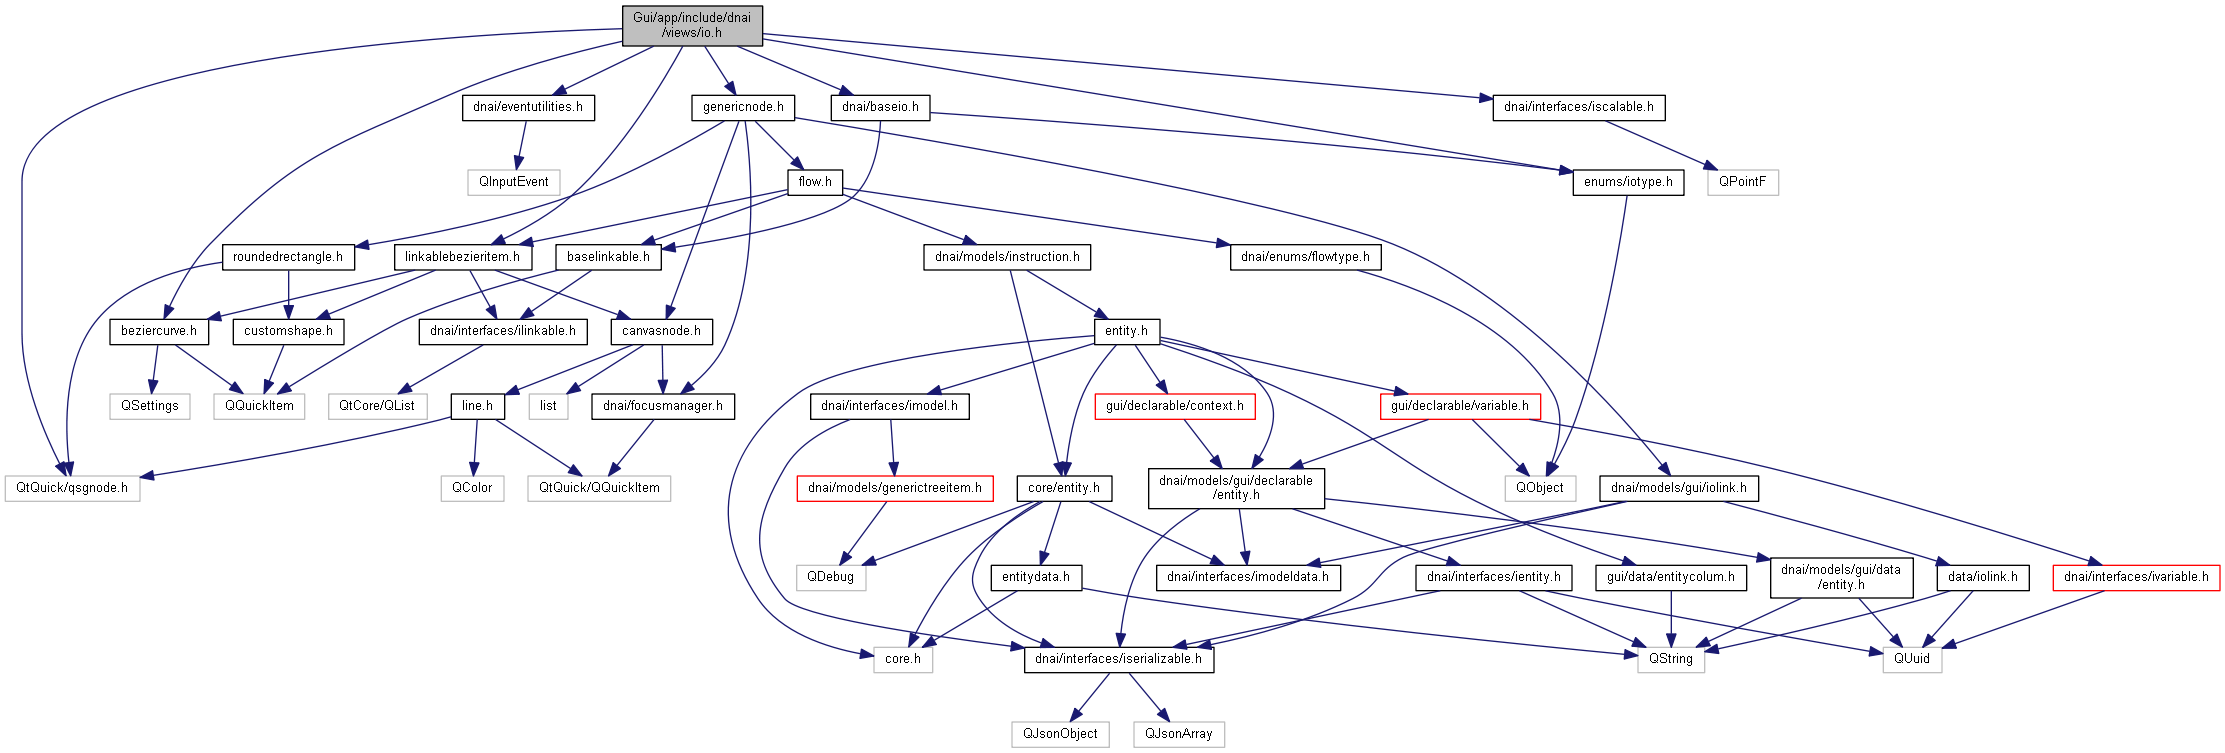 Gui/app/include/dnai
/views/io.h
dnai/eventutilities.h
genericnode.h
dnai/baseio.h
dnai/interfaces/iscalable.h
QInputEvent
flow.h
enums/iotype.h
QPointF
roundedrectangle.h
linkablebezieritem.h
baselinkable.h
dnai/models/instruction.h
dnai/enums/flowtype.h
beziercurve.h
customshape.h
dnai/interfaces/ilinkable.h
canvasnode.h
entity.h
QSettings
QQuickItem
QtCore/QList
line.h
list
dnai/focusmanager.h
dnai/interfaces/imodel.h
gui/declarable/context.h
gui/declarable/variable.h
QtQuick/qsgnode.h
QColor
QtQuick/QQuickItem
dnai/models/generictreeitem.h
core/entity.h
dnai/models/gui/declarable
/entity.h
QObject
dnai/models/gui/iolink.h
QDebug
entitydata.h
dnai/interfaces/imodeldata.h
dnai/interfaces/ientity.h
gui/data/entitycolum.h
dnai/models/gui/data
/entity.h
data/iolink.h
dnai/interfaces/ivariable.h
core.h
dnai/interfaces/iserializable.h
QString
QUuid
QJsonObject
QJsonArray